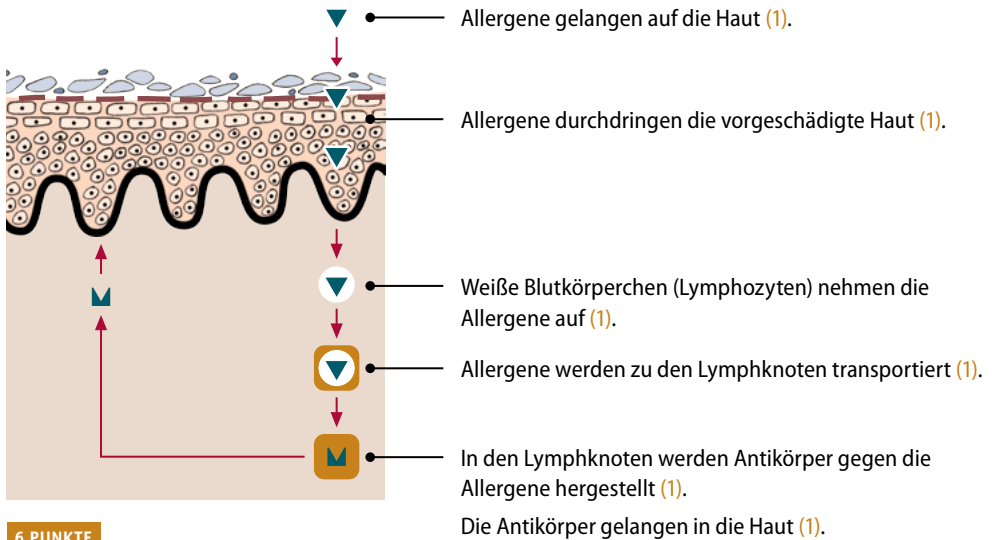 Allergene gelangen auf die Haut (1).
Allergene durchdringen die vorgeschädigte Haut (1).
Weiße Blutkörperchen (Lymphozyten) nehmen die
Allergene auf (1).
Allergene werden zu den Lymphknoten transportiert (1).
In den Lymphknoten werden Antikörper gegen die
Allergene hergestellt (1).
Die Antikörper gelangen in die Haut (1).
6 PUNKTE